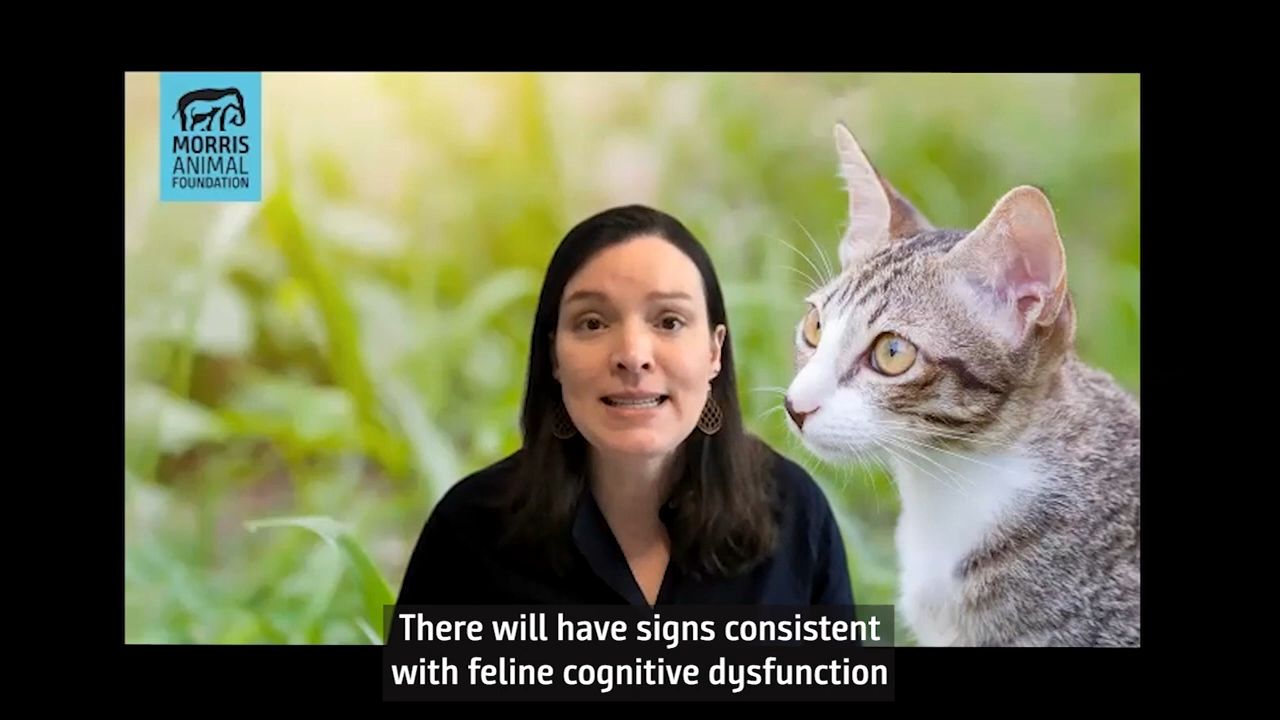 MORRIS
ANIMAL
FOUNDATION
There will have signs consistent
with feline cognitive dysfunction